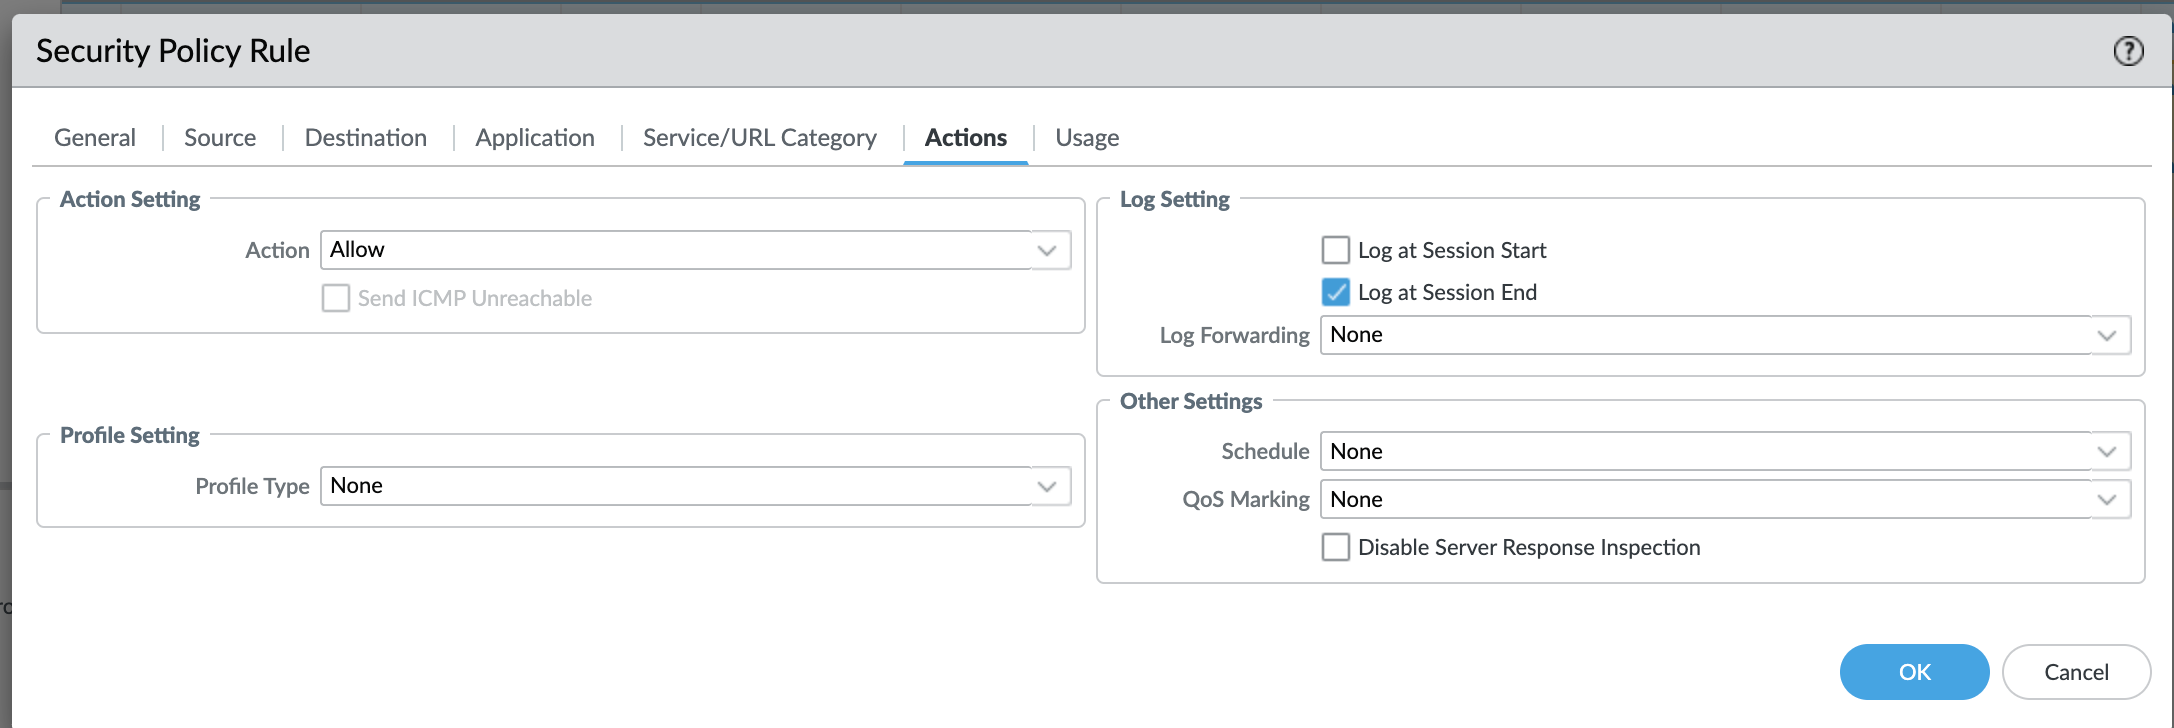 Security Policy Rule
General
Source
Destination
Application
Service/URL Category
Actions
Usage
Action Setting
Action
Allow
Send ICMP Unreachable
Profile Setting
Profile Type
None
Log Setting
Log at Session Start
Log at Session End
Log Forwarding
None
Other Settings
Schedule
None
QoS Marking
None
Disable Server Response Inspection
OK
Cancel